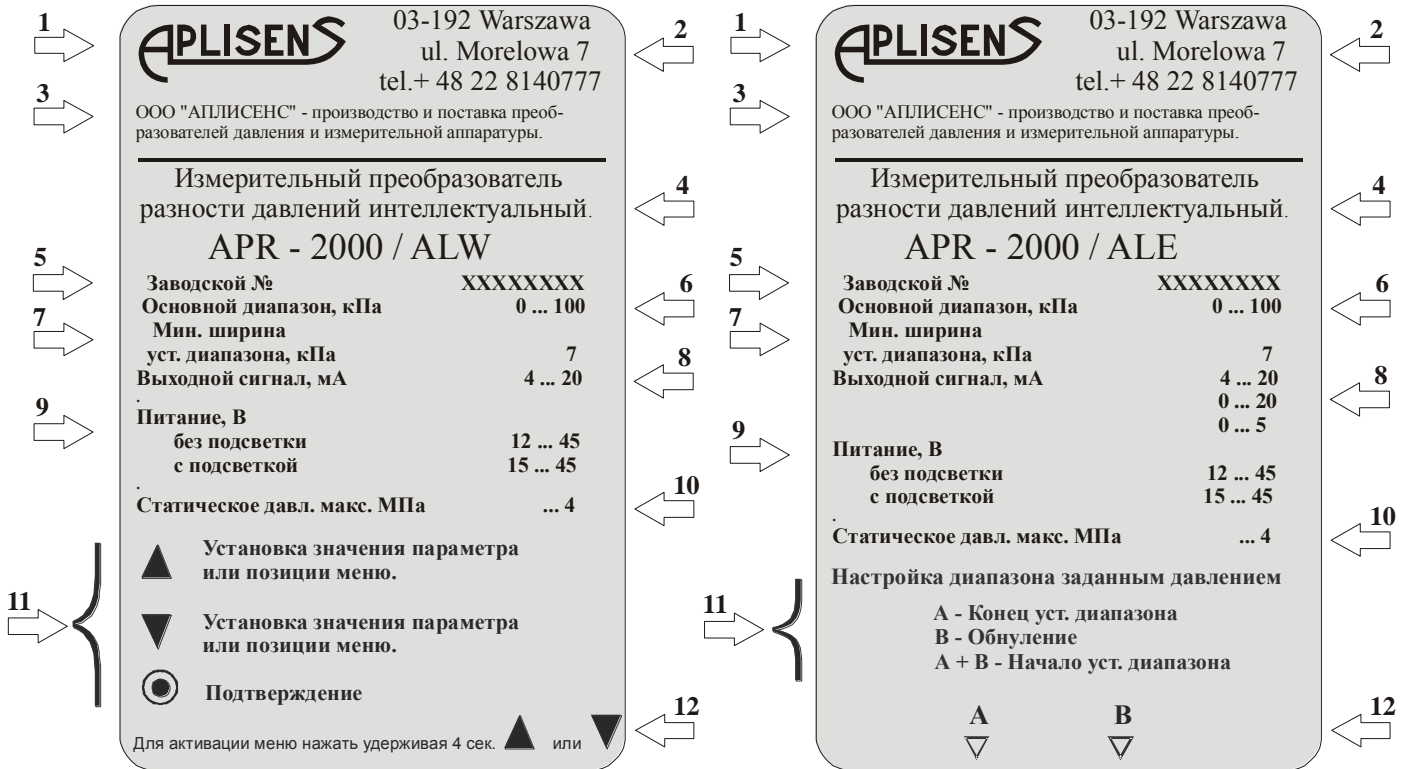 1
APLISENS
03-192 Warszawa
ul. Morelowa 7
tel.+ 48 22 8140777
2
3
ООО "АПЛИСЕНС" - производство и поставка преоб-
разователей давления и измерительной аппаратуры.
Измерительный преобразователь
разности давлений интеллектуальный.
4
APR - 2000 / ALW
5
Заводской № XXXXXXXX
6
Основной диапазон, кПа 0 ... 100
7
Мин. ширина
уст. диапазона, кПа 7
8
Выходной сигнал, мА 4 ... 20
.
9
Питание, В
без подсветки 12 ... 45
с подсветкой 15 ... 45
.
10
Статическое давл. макс. МПа ... 4
11
Установка значения параметра
или позиции меню.
Установка значения параметра
или позиции меню.
Подтверждение
12
Для активации меню нажать удерживая 4 сек. или
1
APLISENS
03-192 Warszawa
ul. Morelowa 7
tel.+ 48 22 8140777
2
3
ООО "АПЛИСЕНС" - производство и поставка преоб-
разователей давления и измерительной аппаратуры.
Измерительный преобразователь
разности давлений интеллектуальный.
4
APR - 2000 / ALE
5
Заводской № XXXXXXXX
6
Основной диапазон, кПа 0 ... 100
7
Мин. ширина
уст. диапазона, кПа 7
Выходной сигнал, мА 4 ... 20
8
0 ... 20
0 ... 5
9
Питание, В
без подсветки 12 ... 45
с подсветкой 15 ... 45
.
10
Статическое давл. макс. МПа ... 4
Настройка диапазона заданным давлением
11
А - Конец уст. диапазона
В - Обнуление
А + В - Начало уст. диапазона
12
А В